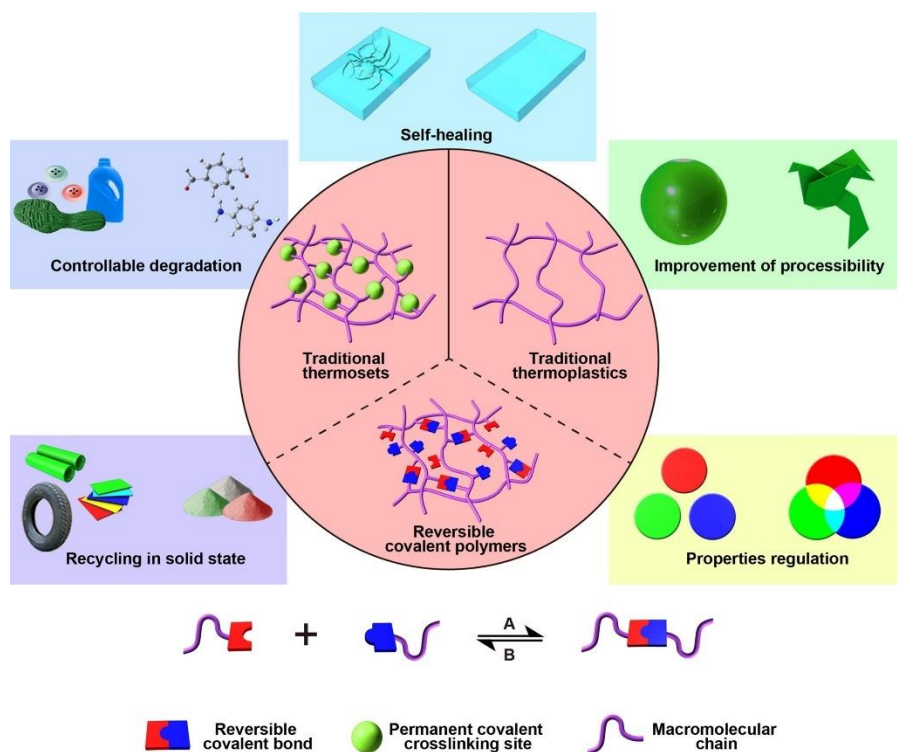 Self-healing
Controllable degradation
Improvement of processibility
Traditional
thermosets
Traditional
thermoplastics
Reversible
covalent polymers
Recycling in solid state
Properties regulation
+
A
B
Reversible
covalent bond
Permanent covalent
crosslinking site
Macromolecular
chain